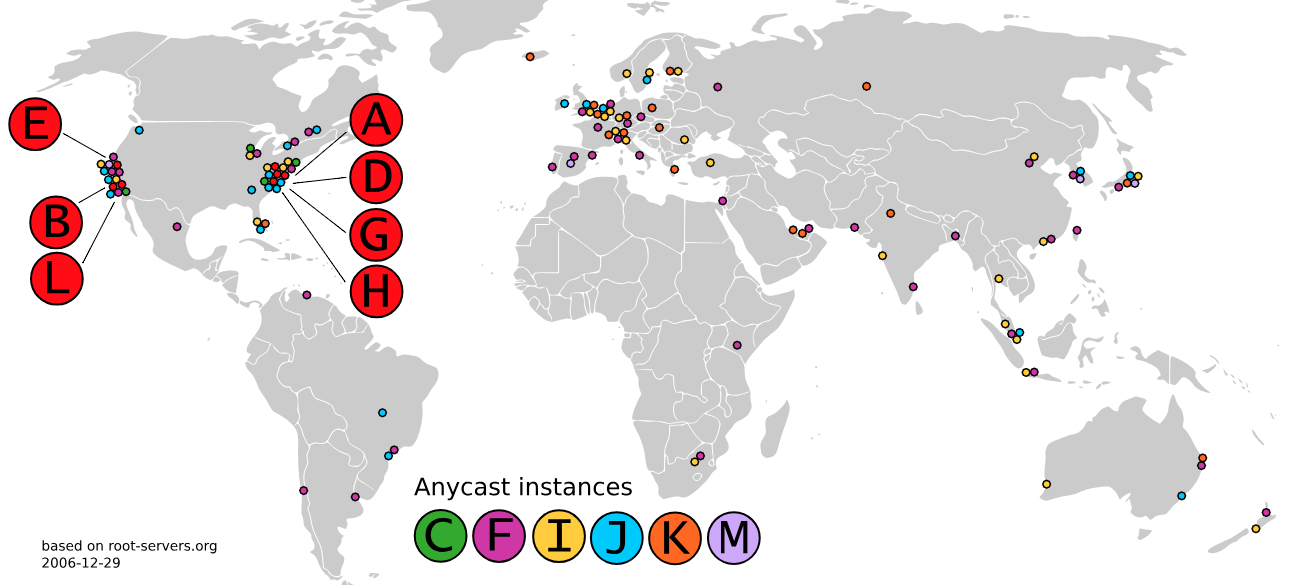 E
B
L
A
D
G
H
Anycast instances
C F I J K M
based on root-servers.org
2006-12-29